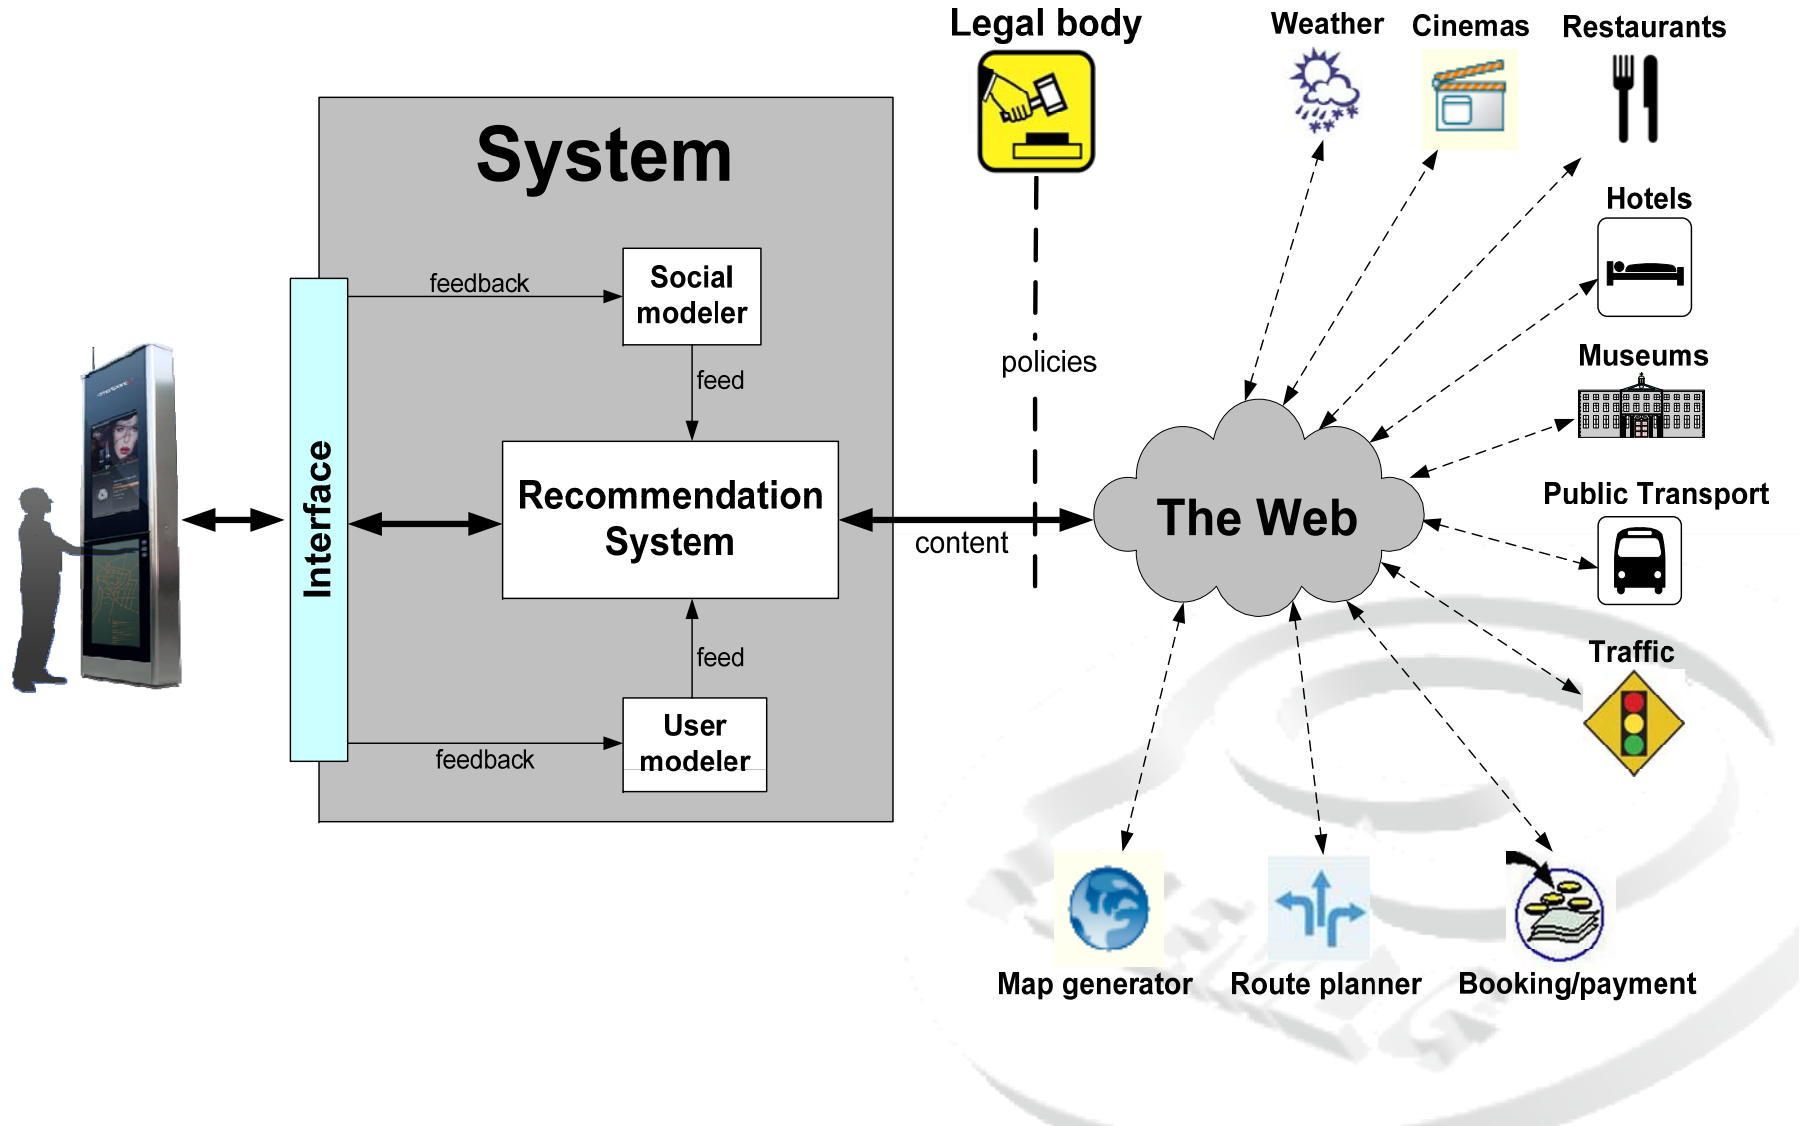 Legal body
Weather
Cinemas
Restaurants
System
Hotels
feedback
Social
modeler
policies
Museums
feed
Interface
Recommendation
System
content
The Web
Public Transport
feed
Traffic
User
modeler
feedback
Map generator
Route planner
Booking/payment